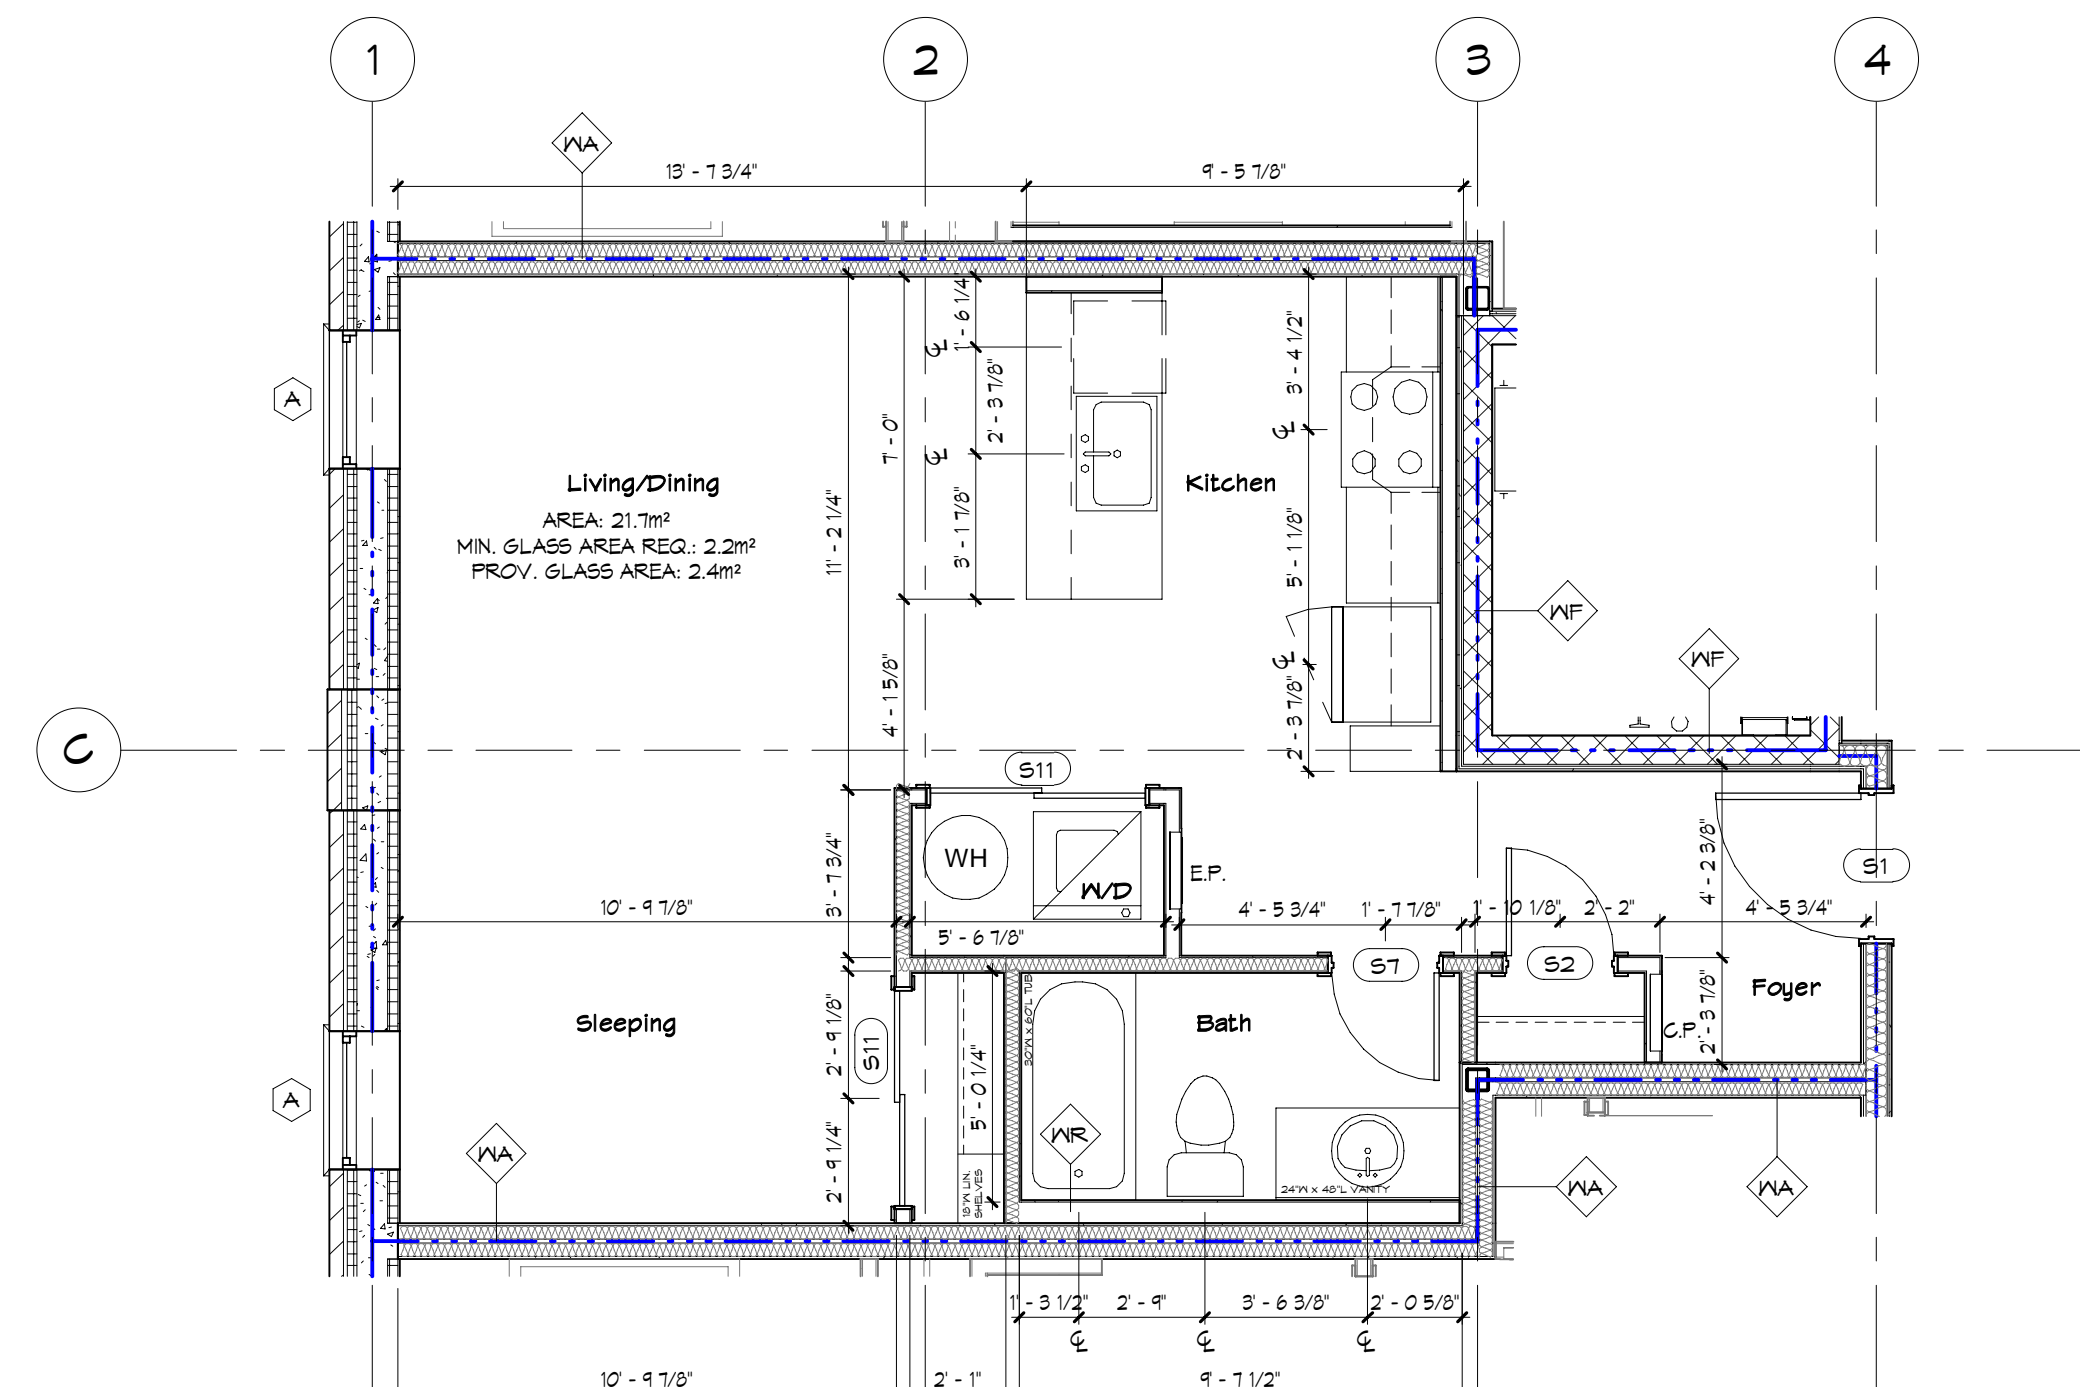 1
2
3
4
WA
13' - 7 3/4"
9' - 5 7/8"
1' - 6 1/4"
3' - 4 1/2"
A
2' - 3 7/8"
7' - 0"
℄
℄
℄
Living/Dining
Kitchen
AREA: 21.7m²
MIN. GLASS AREA REQ.: 2.2m²
PROV. GLASS AREA: 2.4m²
11' - 2 1/4"
3' - 1 7/8"
5' - 1 1/8"
WF
WF
4' - 1 5/8"
℄
2' - 3 7/8"
C
S11
WH
W/D
E.P.
3' - 7 3/4"
4' - 2 3/8"
S1
10' - 9 7/8"
5' - 6 7/8"
4' - 5 3/4"
1' - 7 7/8"
1' - 10 1/8"
2' - 2"
4' - 5 3/4"
S7
S2
Foyer
Sleeping
Bath
C.P.
2' - 3 7/8"
30"W x 60"L TUB
2' - 9 1/8"
S11
5' - 0 1/4"
A
WR
WA
2' - 9 1/4"
18"W LIN.
SHELVES
24"W x 48"L VANITY
WA
WA
1' - 3 1/2"
2' - 9"
3' - 6 3/8"
2' - 0 5/8"
℄
℄
℄
10' - 9 7/8"
2' - 1"
9' - 7 1/2"